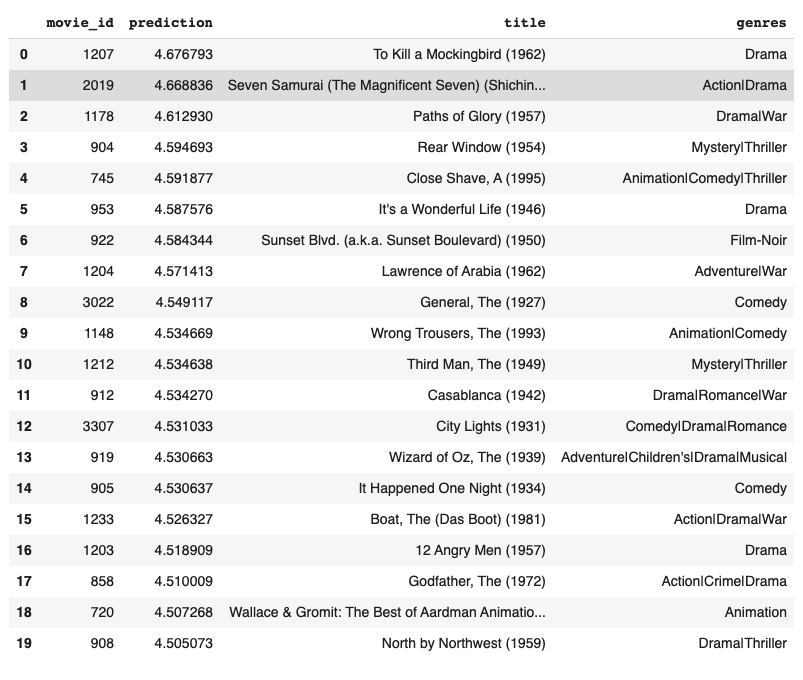 movie_id prediction title genres
0 1207 4.676793 To Kill a Mockingbird (1962) Drama
1 2019 4.668836 Seven Samurai (The Magnificent Seven) (Shichin... Action|Drama
2 1178 4.612930 Paths of Glory (1957) Drama|War
3 904 4.594693 Rear Window (1954) Mystery|Thriller
4 745 4.591877 Close Shave, A (1995) Animation|Comedy|Thriller
5 953 4.587576 It's a Wonderful Life (1946) Drama
6 922 4.584344 Sunset Blvd. (a.k.a. Sunset Boulevard) (1950) Film-Noir
7 1204 4.571413 Lawrence of Arabia (1962) Adventure|War
8 3022 4.549117 General, The (1927) Comedy
9 1148 4.534669 Wrong Trousers, The (1993) Animation|Comedy
10 1212 4.534638 Third Man, The (1949) Mystery|Thriller
11 912 4.534270 Casablanca (1942) Drama|Romance|War
12 3307 4.531033 City Lights (1931) Comedy|Drama|Romance
13 919 4.530663 Wizard of Oz, The (1939) Adventure|Children's|Drama|Musical
14 905 4.530637 It Happened One Night (1934) Comedy
15 1233 4.526327 Boat, The (Das Boot) (1981) Action|Drama|War
16 1203 4.518909 12 Angry Men (1957) Drama
17 858 4.510009 Godfather, The (1972) Action|Crime|Drama
18 720 4.507268 Wallace & Gromit: The Best of Aardman Animatio... Animation
19 908 4.505073 North by Northwest (1959) Drama|Thriller